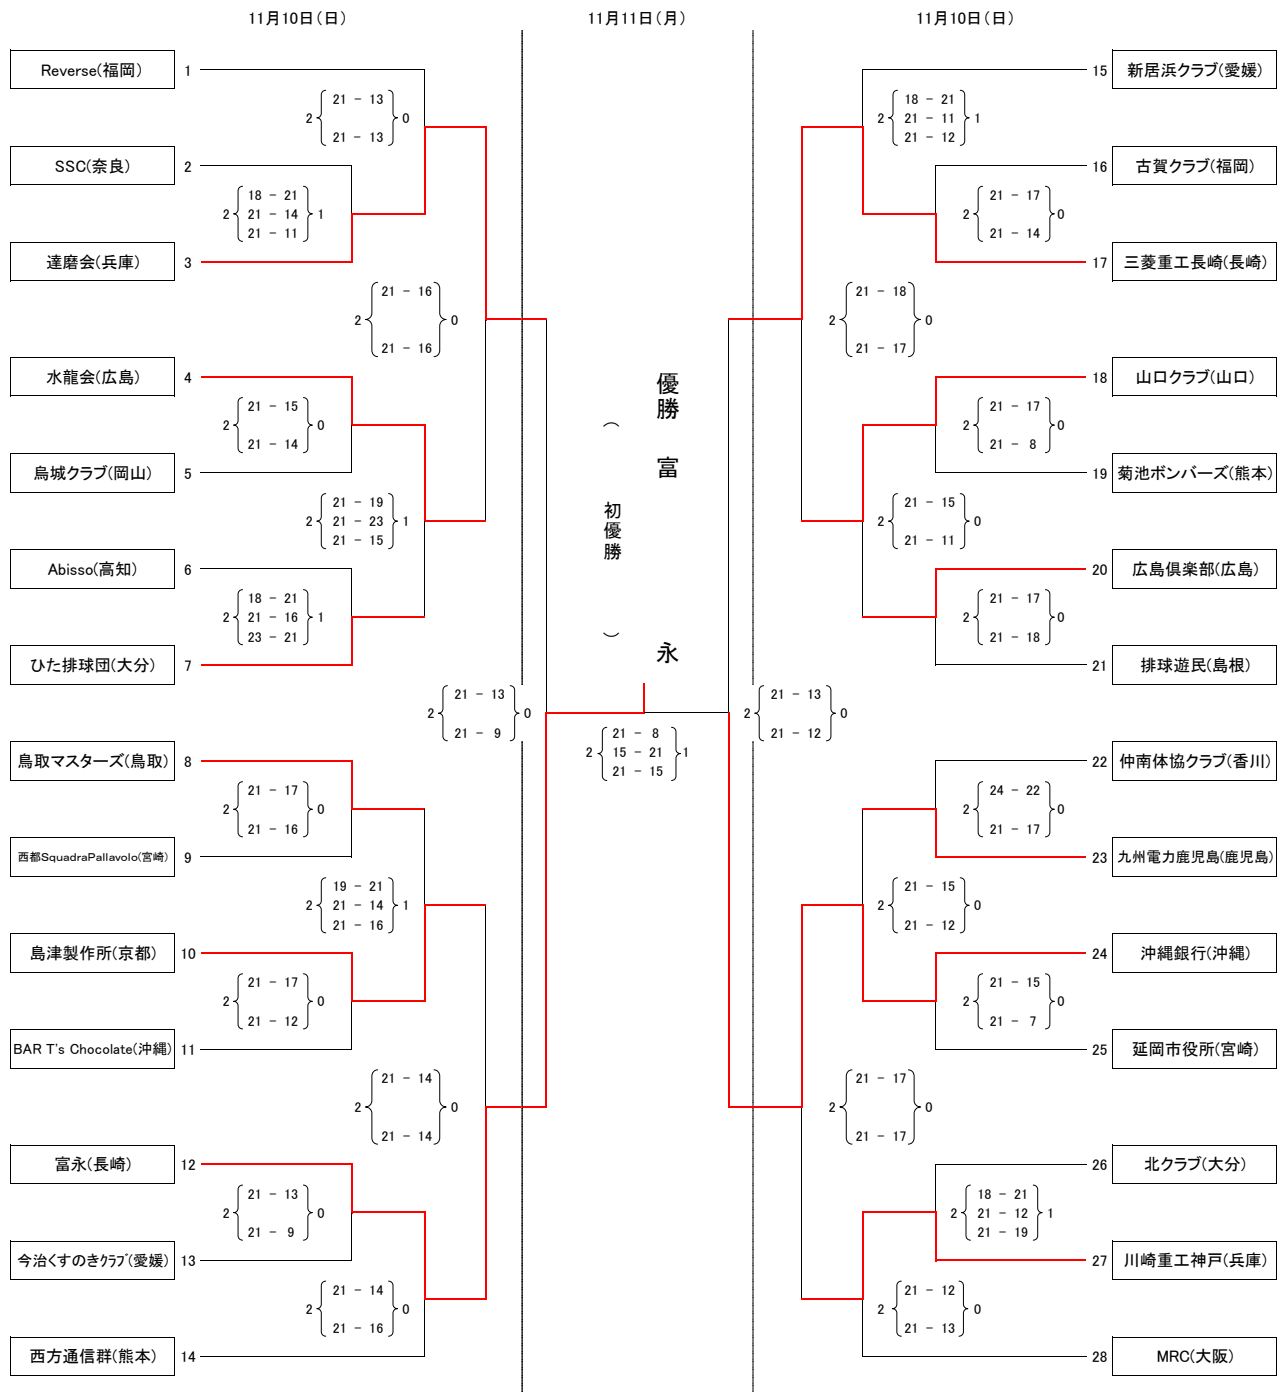 11月10日(日)
11月11日(月)
11月10日(日)
Reverse(福岡) 1
21 - 13
2 0
21 - 13
SSC(奈良) 2
18 - 21
2 21 - 14 1
21 - 11
達磨会(兵庫) 3
21 - 16
2 0
21 - 16
水龍会(広島) 4
21 - 15
2 0
21 - 14
烏城クラブ(岡山) 5
21 - 19
2 21 - 23 1
21 - 15
Abisso(高知) 6
18 - 21
2 21 - 16 1
23 - 21
ひた排球団(大分) 7
21 - 13
2 0
21 - 9
鳥取マスターズ(鳥取) 8
21 - 17
2 0
21 - 16
西都SquadraPallavolo(宮崎) 9
19 - 21
2 21 - 14 1
21 - 16
島津製作所(京都) 10
21 - 17
2 0
21 - 12
BAR T's Chocolate(沖縄) 11
21 - 14
2 0
21 - 14
富永(長崎) 12
21 - 13
2 0
21 - 9
今治くすのきクラブ(愛媛) 13
21 - 14
2 0
21 - 16
西方通信群(熊本) 14
優勝 富永
(初優勝)
21 - 8
2 15 - 21 1
21 - 15
15 新居浜クラブ(愛媛)
18 - 21
2 21 - 11 1
21 - 12
16 古賀クラブ(福岡)
21 - 17
2 0
21 - 14
17 三菱重工長崎(長崎)
21 - 18
2 0
21 - 17
18 山口クラブ(山口)
21 - 17
2 0
21 - 8
19 菊池ボンバーズ(熊本)
21 - 15
2 0
21 - 11
20 広島倶楽部(広島)
21 - 17
2 0
21 - 18
21 排球遊民(島根)
21 - 13
2 0
21 - 12
22 仲南体協クラブ(香川)
24 - 22
2 0
21 - 17
23 九州電力鹿児島(鹿児島)
21 - 15
2 0
21 - 12
24 沖縄銀行(沖縄)
21 - 15
2 0
21 - 7
25 延岡市役所(宮崎)
21 - 17
2 0
21 - 17
26 北クラブ(大分)
18 - 21
2 21 - 12 1
21 - 19
27 川崎重工神戸(兵庫)
21 - 12
2 0
21 - 13
28 MRC(大阪)